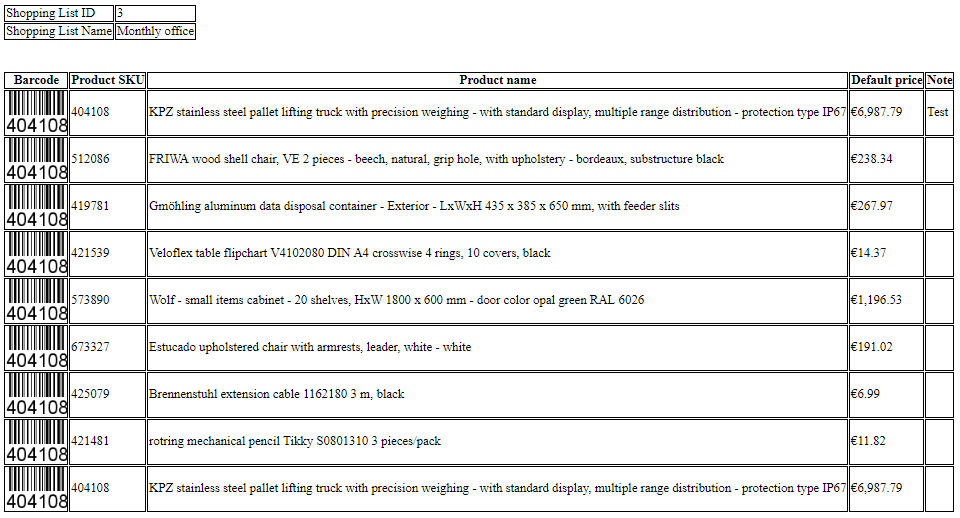 Shopping List ID 3
Shopping List Name Monthly office
Barcode Product SKU Product name Default price Note
404108 404108 KPZ stainless steel pallet lifting truck with precision weighing - with standard display, multiple range distribution - protection type IP67 €6,987.79 Test
404108 512086 FRIWA wood shell chair, VE 2 pieces - beech, natural, grip hole, with upholstery - bordeaux, substructure black €238.34
404108 419781 Gmöhling aluminum data disposal container - Exterior - LxWxH 435 x 385 x 650 mm, with feeder slits €267.97
404108 421539 Veloflex table flipchart V4102080 DIN A4 crosswise 4 rings, 10 covers, black €14.37
404108 573890 Wolf - small items cabinet - 20 shelves, HxW 1800 x 600 mm - door color opal green RAL 6026 €1,196.53
404108 673327 Estucado upholstered chair with armrests, leader, white - white €191.02
404108 425079 Brennenstuhl extension cable 1162180 3 m, black €6.99
404108 421481 rotring mechanical pencil Tikky S0801310 3 pieces/pack €11.82
404108 404108 KPZ stainless steel pallet lifting truck with precision weighing - with standard display, multiple range distribution - protection type IP67 €6,987.79